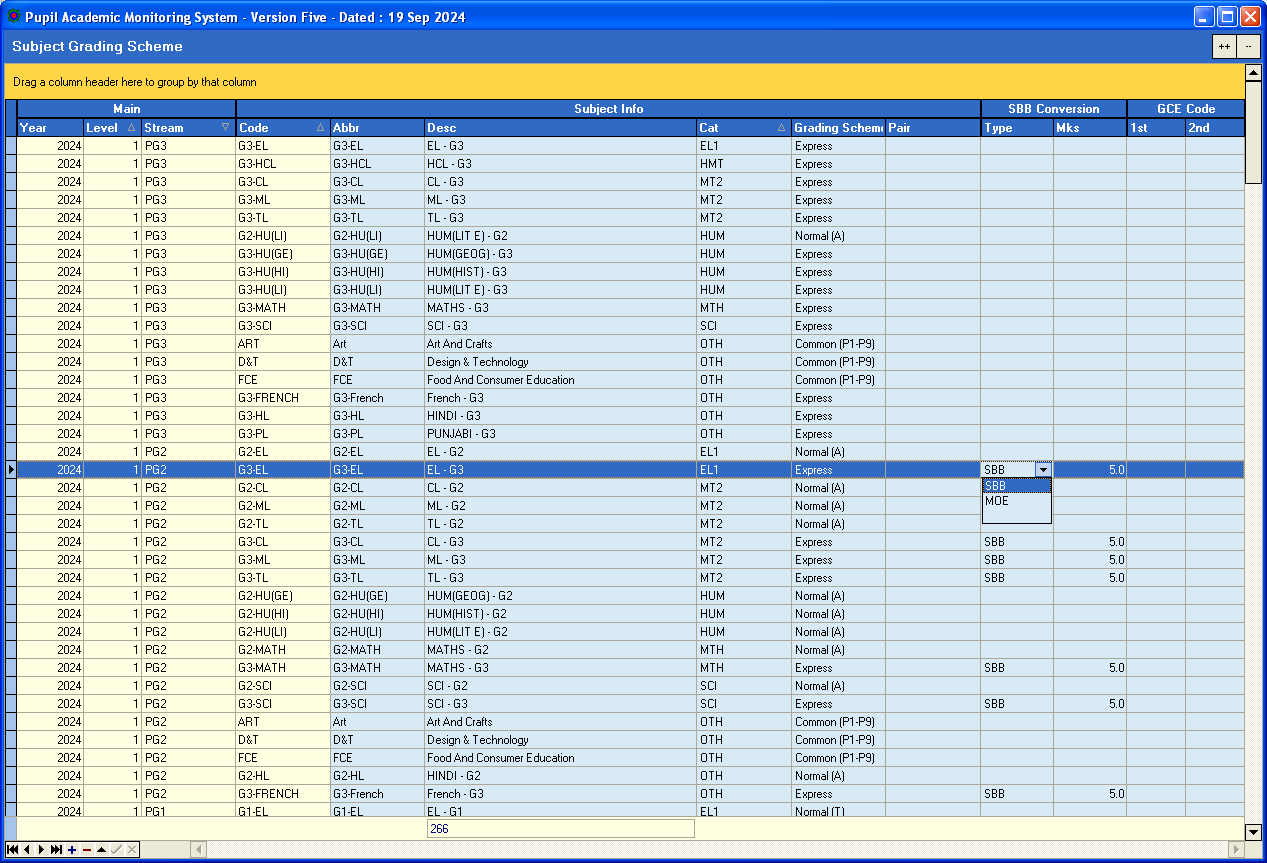 Pupil Academic Monitoring System - Version Five - Dated : 19 Sep 2024
Subject Grading Scheme ++ --
Drag a column header here to group by that column
Main Subject Info SBB Conversion GCE Code
Year Level Stream Code Abbr Desc Cat Grading Scheme Pair Type Mks 1st 2nd
2024 1 PG3 G3-EL G3-EL EL - G3 EL1 Express
2024 1 PG3 G3-HCL G3-HCL HCL - G3 HMT Express
2024 1 PG3 G3-CL G3-CL CL - G3 MT2 Express
2024 1 PG3 G3-ML G3-ML ML - G3 MT2 Express
2024 1 PG3 G3-TL G3-TL TL - G3 MT2 Express
2024 1 PG3 G2-HU(LI) G2-HU(LI) HUM(LIT E) - G2 HUM Normal (A)
2024 1 PG3 G3-HU(GE) G3-HU(GE) HUM(GEOG) - G3 HUM Express
2024 1 PG3 G3-HU(HI) G3-HU(HI) HUM(HIST) - G3 HUM Express
2024 1 PG3 G3-HU(LI) G3-HU(LI) HUM(LIT E) - G3 HUM Express
2024 1 PG3 G3-MATH G3-MATH MATHS - G3 MTH Express
2024 1 PG3 G3-SCI G3-SCI SCI - G3 SCI Express
2024 1 PG3 ART Art Art And Crafts OTH Common (P1-P9)
2024 1 PG3 D&T D&T Design & Technology OTH Common (P1-P9)
2024 1 PG3 FCE FCE Food And Consumer Education OTH Common (P1-P9)
2024 1 PG3 G3-FRENCH G3-French French - G3 OTH Express
2024 1 PG3 G3-HL G3-HL HINDI - G3 OTH Express
2024 1 PG3 G3-PL G3-PL PUNJABI - G3 OTH Express
2024 1 PG2 G2-EL G2-EL EL - G2 EL1 Normal (A)
2024 1 PG2 G3-EL G3-EL EL - G3 EL1 Express SBB 5.0
2024 1 PG2 G2-CL G2-CL CL - G2 MT2 Normal (A) SBB
2024 1 PG2 G2-ML G2-ML ML - G2 MT2 Normal (A) MOE
2024 1 PG2 G2-TL G2-TL TL - G2 MT2 Normal (A)
2024 1 PG2 G3-CL G3-CL CL - G3 MT2 Express SBB 5.0
2024 1 PG2 G3-ML G3-ML ML - G3 MT2 Express SBB 5.0
2024 1 PG2 G3-TL G3-TL TL - G3 MT2 Express SBB 5.0
2024 1 PG2 G2-HU(GE) G2-HU(GE) HUM(GEOG) - G2 HUM Normal (A)
2024 1 PG2 G2-HU(HI) G2-HU(HI) HUM(HIST) - G2 HUM Normal (A)
2024 1 PG2 G2-HU(LI) G2-HU(LI) HUM(LIT E) - G2 HUM Normal (A)
2024 1 PG2 G2-MATH G2-MATH MATHS - G2 MTH Normal (A)
2024 1 PG2 G3-MATH G3-MATH MATHS - G3 MTH Express SBB 5.0
2024 1 PG2 G2-SCI G2-SCI SCI - G2 SCI Normal (A)
2024 1 PG2 G3-SCI G3-SCI SCI - G3 SCI Express SBB 5.0
2024 1 PG2 ART Art Art And Crafts OTH Common (P1-P9)
2024 1 PG2 D&T D&T Design & Technology OTH Common (P1-P9)
2024 1 PG2 FCE FCE Food And Consumer Education OTH Common (P1-P9)
2024 1 PG2 G2-HL G2-HL HINDI - G2 OTH Normal (A)
2024 1 PG2 G3-FRENCH G3-French French - G3 OTH Express SBB 5.0
2024 1 PG1 G1-EL G1-EL EL - G1 EL1 Normal (T)
266